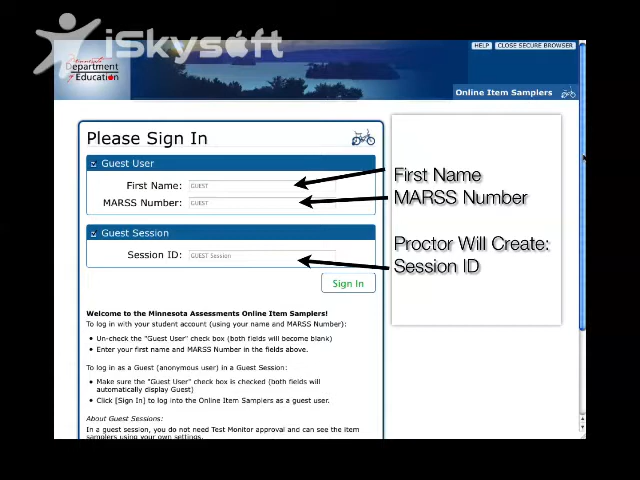 iSkysoft
HELP CLOSE SECURE BROWSER
Minnesota
Department
of Education
Online Item Samplers
Please Sign In
Guest User
First Name: GUEST
MARSS Number: GUEST
First Name
MARSS Number
Guest Session
Session ID: GUEST Session
Proctor Will Create:
Session ID
Sign In
Welcome to the Minnesota Assessments Online Item Samplers!
To log in with your student account (using your name and MARSS Number):
• Un-check the "Guest User" check box (both fields will become blank)
• Enter your first name and MARSS Number in the fields above.
To log in as a Guest (anonymous user) in a Guest Session:
• Make sure the "Guest User" check box is checked (both fields will
automatically display Guest)
• Click [Sign In] to log into the Online Item Samplers as a guest user.
About Guest Sessions:
In a guest session, you do not need Test Monitor approval and can see the item
samplers using your own settings.